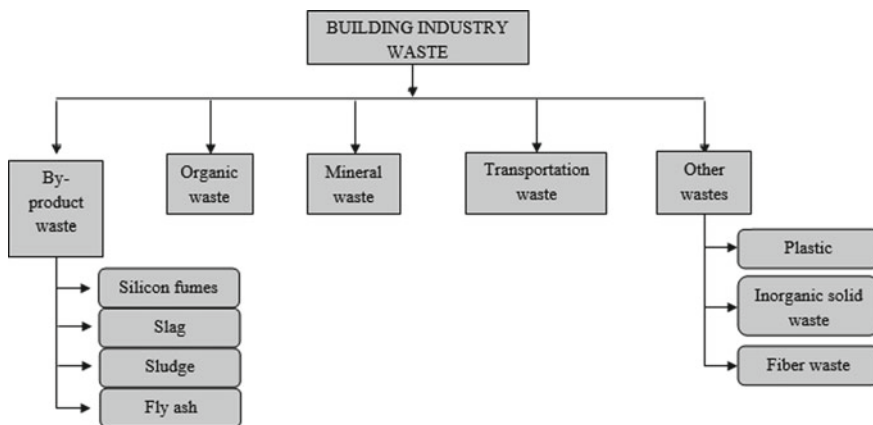 BUILDING INDUSTRY
WASTE
By-
product
waste
Organic
waste
Mineral
waste
Transportation
waste
Other
wastes
Silicon fumes
Slag
Sludge
Fly ash
Plastic
Inorganic solid
waste
Fiber waste